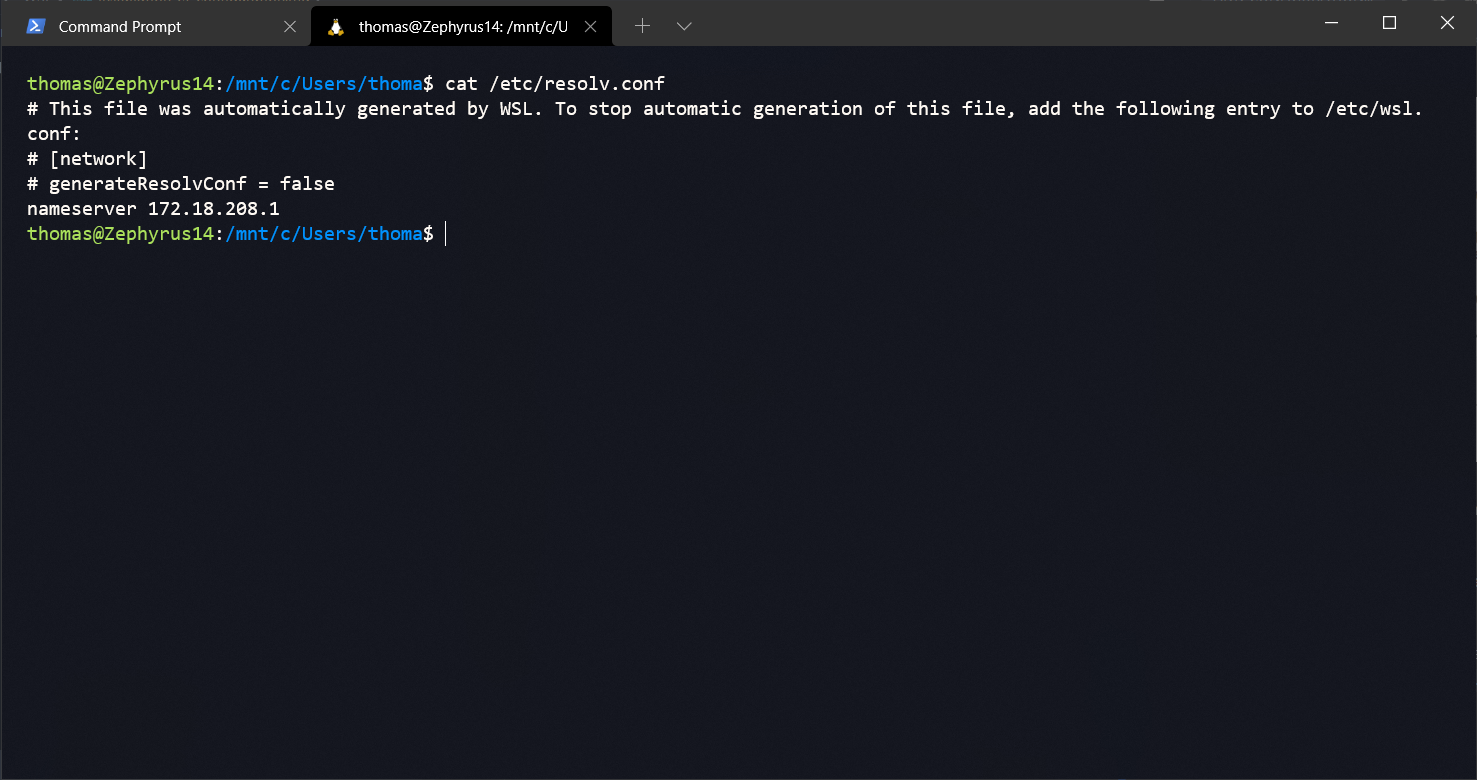 Command Prompt
thomas@Zephyrus14: /mnt/c/U
thomas@Zephyrus14:/mnt/c/Users/thoma$ cat /etc/resolv.conf
# This file was automatically generated by WSL. To stop automatic generation of this file, add the following entry to /etc/wsl.
conf:
# [network]
# generateResolvConf = false
nameserver 172.18.208.1
thomas@Zephyrus14:/mnt/c/Users/thoma$